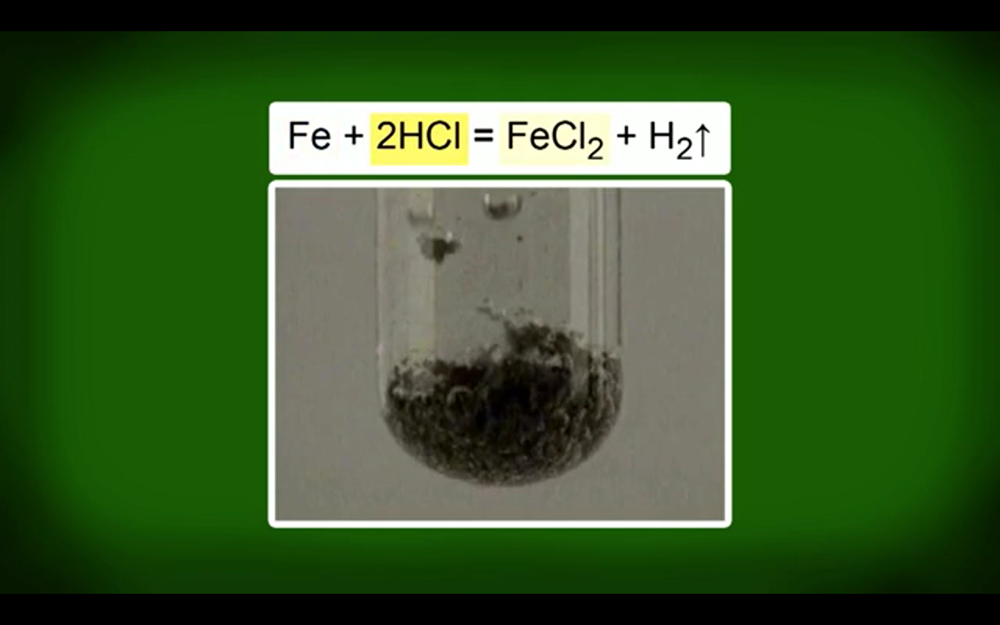 Fe + 2HCl = FeCl₂ + H₂↑